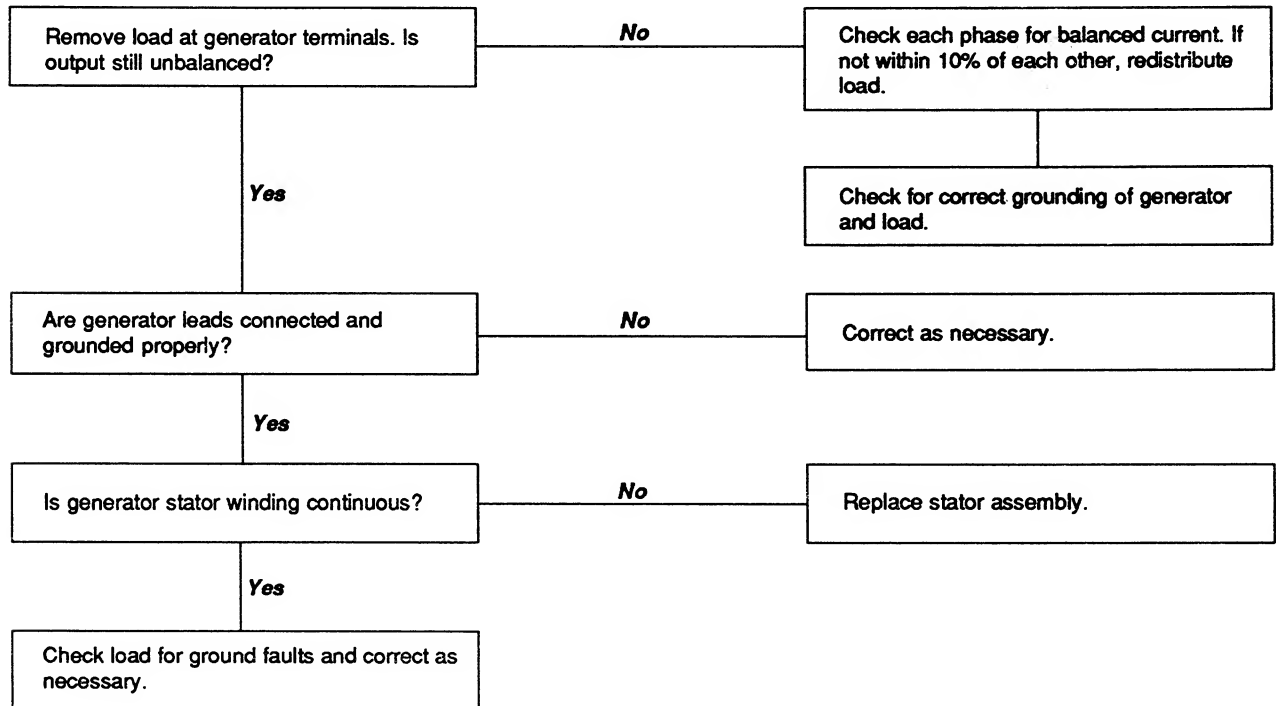 Remove load at generator terminals. Is
output still unbalanced?
No
Check each phase for balanced current. If
not within 10% of each other, redistribute
load.
Yes
Check for correct grounding of generator
and load.
Are generator leads connected and
grounded properly?
No
Correct as necessary.
Yes
Is generator stator winding continuous?
No
Replace stator assembly.
Yes
Check load for ground faults and correct as
necessary.